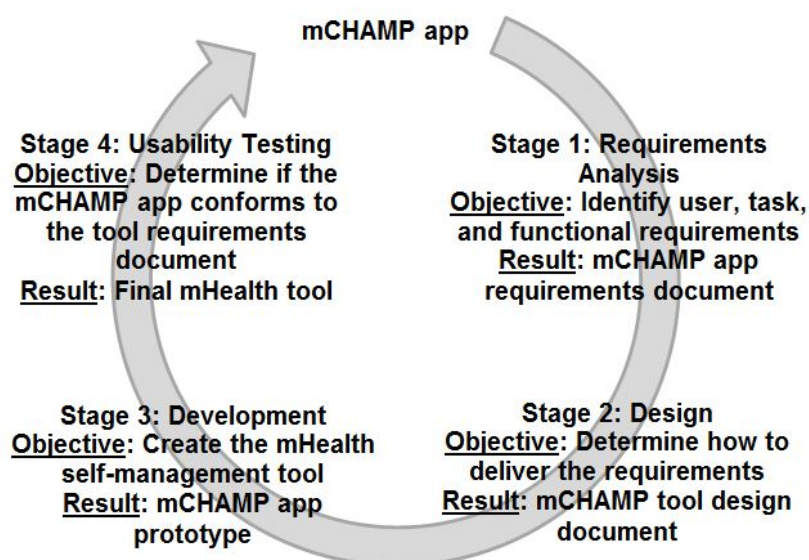 mCHAMP app
Stage 1: Requirements
Analysis
Objective: Identify user, task,
and functional requirements
Result: mCHAMP app
requirements document
Stage 2: Design
Objective: Determine how to
deliver the requirements
Result: mCHAMP tool design
document
Stage 3: Development
Objective: Create the mHealth
self-management tool
Result: mCHAMP app
prototype
Stage 4: Usability Testing
Objective: Determine if the
mCHAMP app conforms to
the tool requirements
document
Result: Final mHealth tool